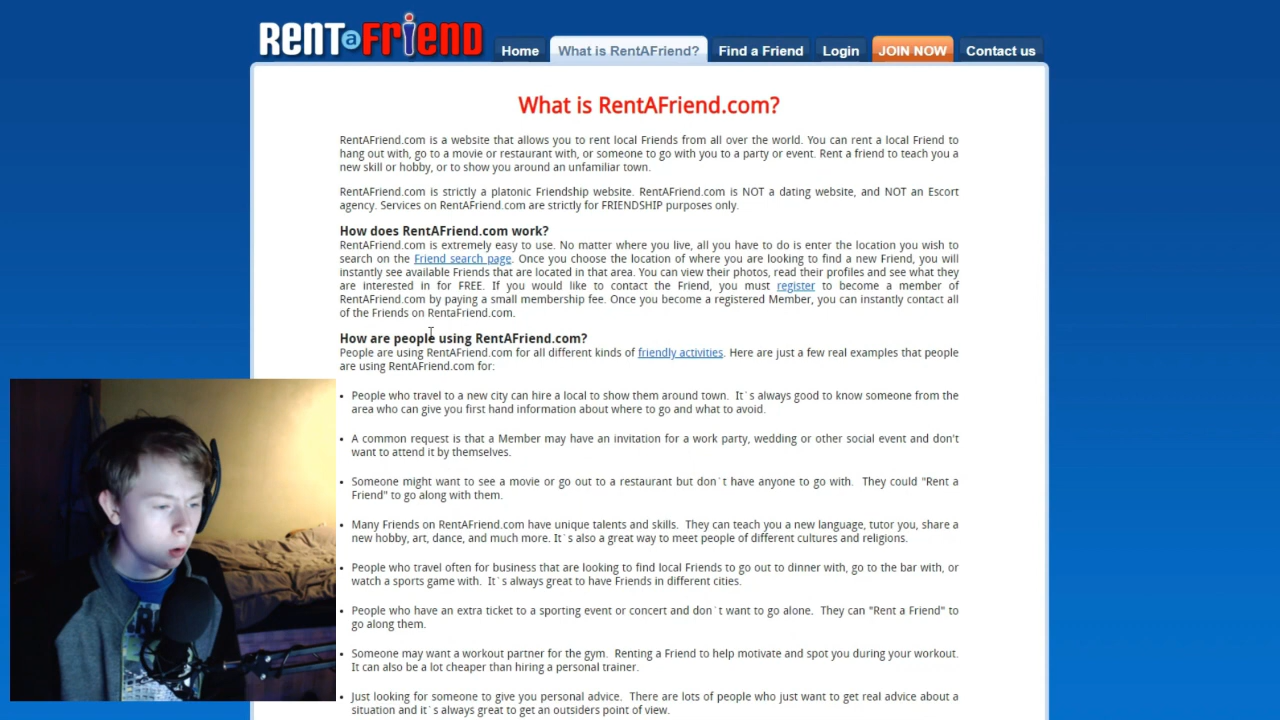 RENT a FRIEND
Home What is RentAFriend? Find a Friend Login JOIN NOW Contact us
What is RentAFriend.com?
RentAFriend.com is a website that allows you to rent local Friends from all over the world. You can rent a local Friend to
hang out with, go to a movie or restaurant with, or someone to go with you to a party or event. Rent a friend to teach you a
new skill or hobby, or to show you around an unfamiliar town.
RentAFriend.com is strictly a platonic Friendship website. RentAFriend.com is NOT a dating website, and NOT an Escort
agency. Services on RentAFriend.com are strictly for FRIENDSHIP purposes only.
How does RentAFriend.com work?
RentAFriend.com is extremely easy to use. No matter where you live, all you have to do is enter the location you wish to
search on the Friend search page. Once you choose the location of where you are looking to find a new Friend, you will
instantly see available Friends that are located in that area. You can view their photos, read their profiles and see what they
are interested in for FREE. If you would like to contact the Friend, you must register to become a member of
RentAFriend.com by paying a small membership fee. Once you become a registered Member, you can instantly contact all
of the Friends on RentaFriend.com.
How are people using RentAFriend.com?
People are using RentAFriend.com for all different kinds of friendly activities. Here are just a few real examples that people
are using RentAFriend.com for:
• People who travel to a new city can hire a local to show them around town. It`s always good to know someone from the
area who can give you first hand information about where to go and what to avoid.
• A common request is that a Member may have an invitation for a work party, wedding or other social event and don't
want to attend it by themselves.
• Someone might want to see a movie or go out to a restaurant but don`t have anyone to go with. They could "Rent a
Friend" to go along with them.
• Many Friends on RentAFriend.com have unique talents and skills. They can teach you a new language, tutor you, share a
new hobby, art, dance, and much more. It`s also a great way to meet people of different cultures and religions.
• People who travel often for business that are looking to find local Friends to go out to dinner with, go to the bar with, or
watch a sports game with. It`s always great to have Friends in different cities.
• People who have an extra ticket to a sporting event or concert and don`t want to go alone. They can "Rent a Friend" to
go along them.
• Someone may want a workout partner for the gym. Renting a Friend to help motivate and spot you during your workout.
It can also be a lot cheaper than hiring a personal trainer.
• Just looking for someone to give you personal advice. There are lots of people who just want to get real advice about a
situation and it`s always great to get an outsiders point of view.